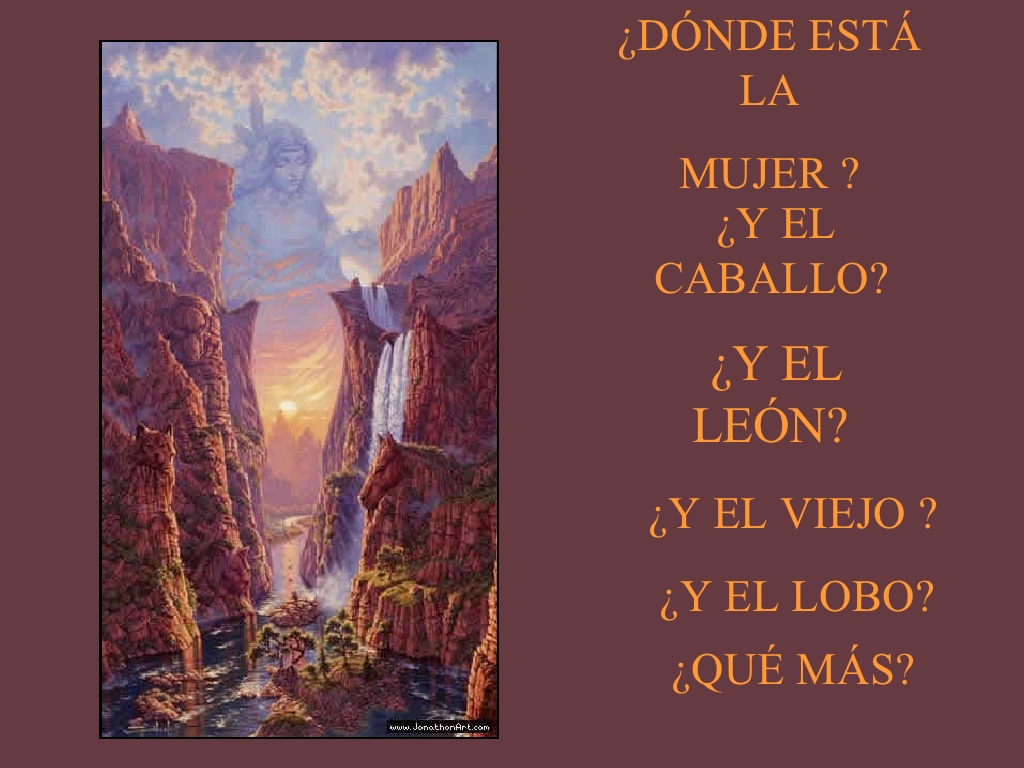 ¿DÓNDE ESTÁ
LA
MUJER ?
¿Y EL
CABALLO?
¿Y EL
LEÓN?
¿Y EL VIEJO ?
¿Y EL LOBO?
¿QUÉ MÁS?
www.JonathonArt.com